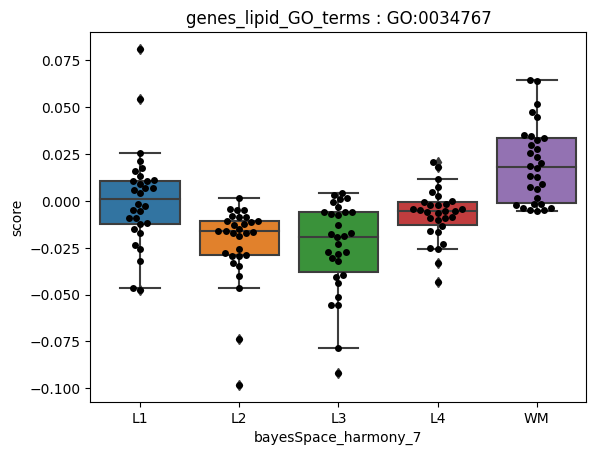 genes_lipid_GO_terms : GO:0034767
score
0.075
0.050
0.025
0.000
−0.025
−0.050
−0.075
−0.100
L1 L2 L3 L4 WM
bayesSpace_harmony_7